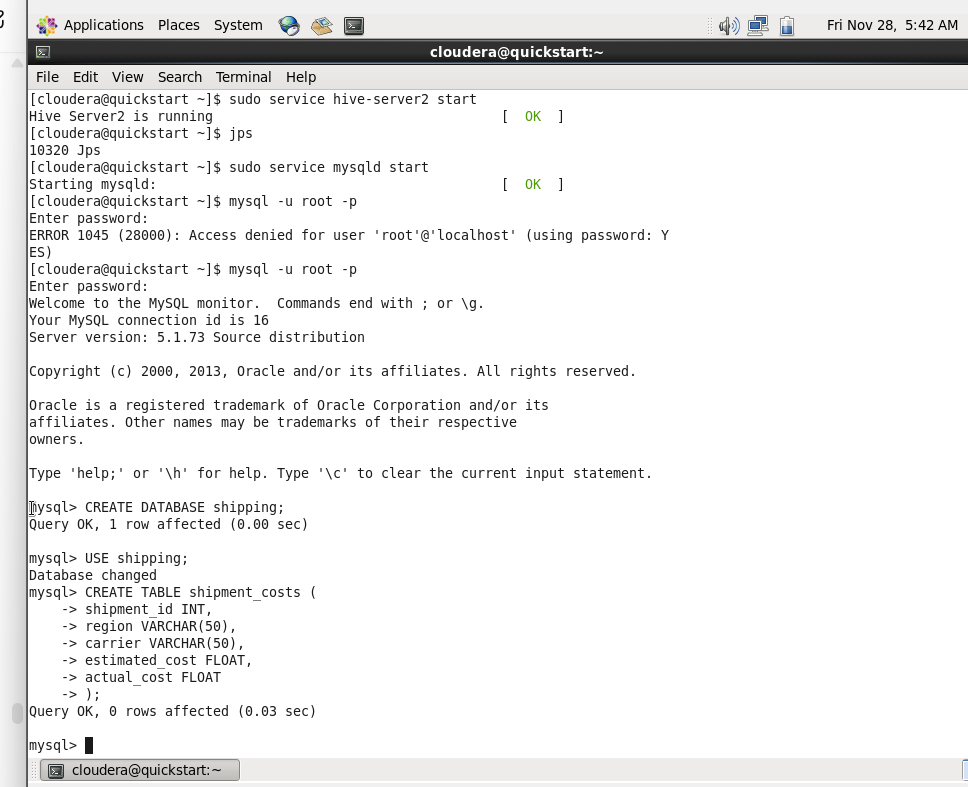 Applications Places System
Fri Nov 28, 5:42 AM
cloudera@quickstart:~
File Edit View Search Terminal Help
[cloudera@quickstart ~]$ sudo service hive-server2 start
Hive Server2 is running                                    [  OK  ]
[cloudera@quickstart ~]$ jps
10320 Jps
[cloudera@quickstart ~]$ sudo service mysqld start
Starting mysqld:                                           [  OK  ]
[cloudera@quickstart ~]$ mysql -u root -p
Enter password:
ERROR 1045 (28000): Access denied for user 'root'@'localhost' (using password: Y
ES)
[cloudera@quickstart ~]$ mysql -u root -p
Enter password:
Welcome to the MySQL monitor.  Commands end with ; or \g.
Your MySQL connection id is 16
Server version: 5.1.73 Source distribution

Copyright (c) 2000, 2013, Oracle and/or its affiliates. All rights reserved.

Oracle is a registered trademark of Oracle Corporation and/or its
affiliates. Other names may be trademarks of their respective
owners.

Type 'help;' or '\h' for help. Type '\c' to clear the current input statement.

mysql> CREATE DATABASE shipping;
Query OK, 1 row affected (0.00 sec)

mysql> USE shipping;
Database changed
mysql> CREATE TABLE shipment_costs (
    -> shipment_id INT,
    -> region VARCHAR(50),
    -> carrier VARCHAR(50),
    -> estimated_cost FLOAT,
    -> actual_cost FLOAT
    -> );
Query OK, 0 rows affected (0.03 sec)

mysql>
cloudera@quickstart:~